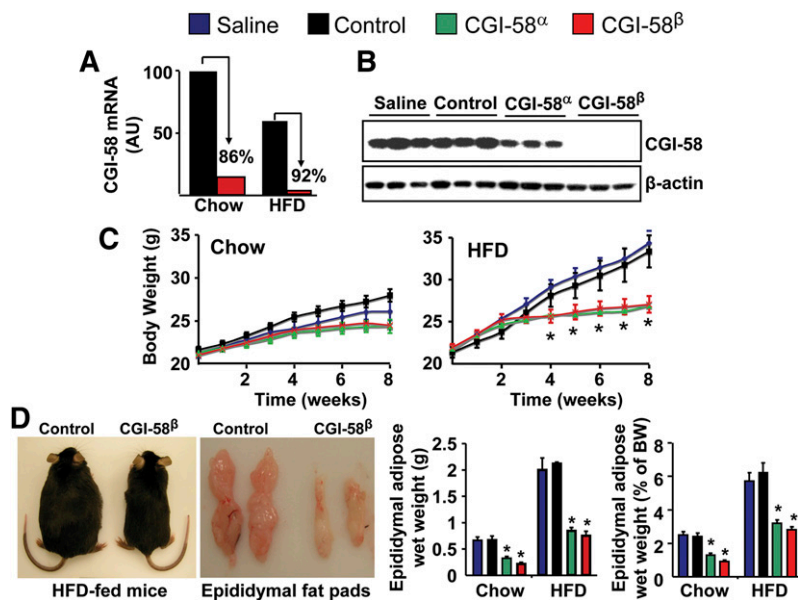 Saline Control CGI-58α CGI-58β
A
CGI-58 mRNA
(AU)
100
50
86%
92%
Chow HFD
B
Saline Control CGI-58α CGI-58β
CGI-58
β-actin
C
Body Weight (g)
35
30
25
20
Chow
2 4 6 8
Time (weeks)
35
30
25
20
HFD
* * * * *
2 4 6 8
Time (weeks)
D
Control CGI-58β
HFD-fed mice
Control CGI-58β
Epididymal fat pads
Epididymal adipose
wet weight (g)
2.5
2
1.5
1
0.5
0
* * * *
Chow HFD
Epididymal adipose
wet weight (% of BW)
8
6
4
2
0
* * * *
Chow HFD